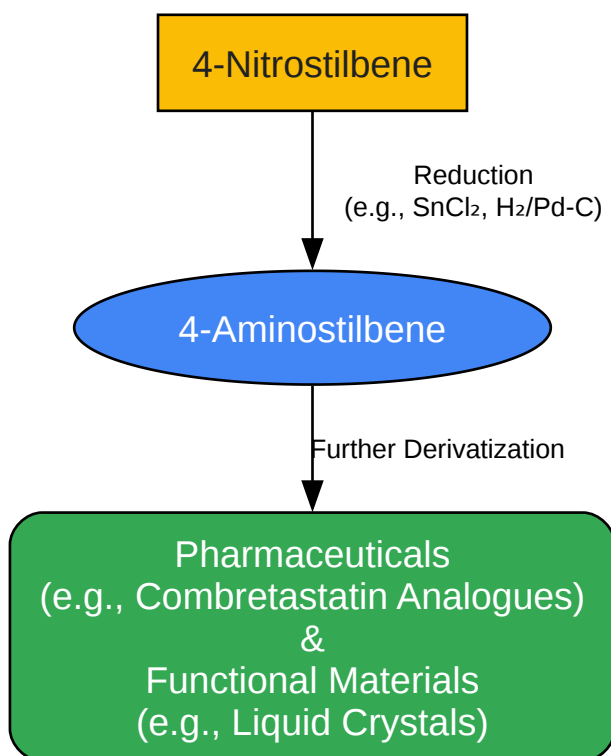 4-Nitrostilbene
Reduction
(e.g., SnCl₂, H₂/Pd-C)
4-Aminostilbene
Further Derivatization
Pharmaceuticals
(e.g., Combretastatin Analogues)
&
Functional Materials
(e.g., Liquid Crystals)